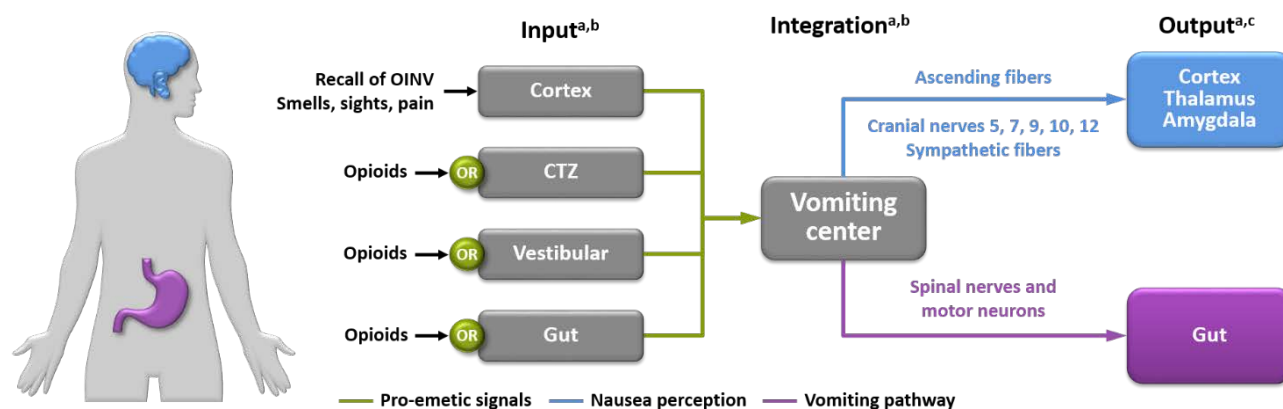 Input^a,b
Integration^a,b
Output^a,c
Recall of OINV
Smells, sights, pain
Cortex
Opioids
OR
CTZ
Opioids
OR
Vestibular
Opioids
OR
Gut
Vomiting
center
Ascending fibers
Cranial nerves 5, 7, 9, 10, 12
Sympathetic fibers
Cortex
Thalamus
Amygdala
Spinal nerves and
motor neurons
Gut
Pro-emetic signals
Nausea perception
Vomiting pathway